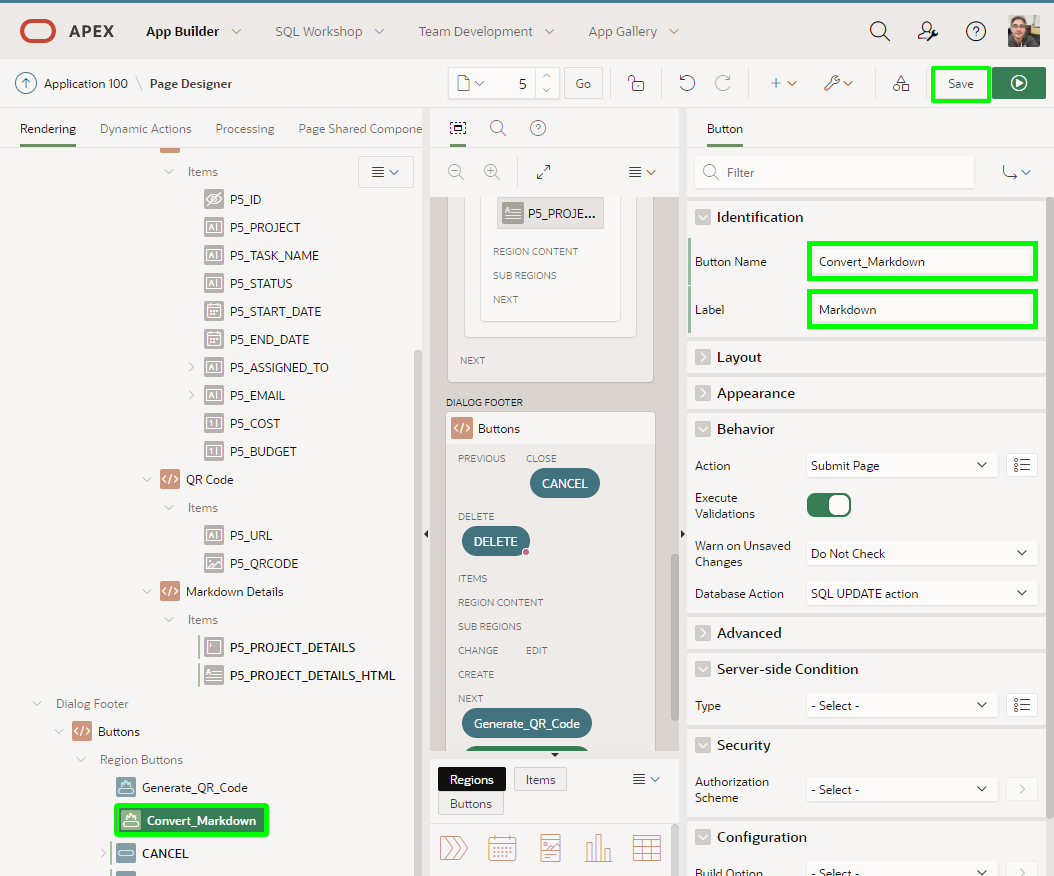 APEX App Builder SQL Workshop Team Development App Gallery
Application 100 \ Page Designer 5 Go Save
Rendering Dynamic Actions Processing Page Shared Compone
Items
P5_ID
P5_PROJECT
P5_TASK_NAME
P5_STATUS
P5_START_DATE
P5_END_DATE
P5_ASSIGNED_TO
P5_EMAIL
P5_COST
P5_BUDGET
QR Code
Items
P5_URL
P5_QRCODE
Markdown Details
Items
P5_PROJECT_DETAILS
P5_PROJECT_DETAILS_HTML
Dialog Footer
Buttons
Region Buttons
Generate_QR_Code
Convert_Markdown
CANCEL
P5_PROJE...
REGION CONTENT
SUB REGIONS
NEXT
NEXT
DIALOG FOOTER
Buttons
PREVIOUS CLOSE
CANCEL
DELETE
DELETE
ITEMS
REGION CONTENT
SUB REGIONS
CHANGE EDIT
CREATE
NEXT
Generate_QR_Code
Regions Items
Buttons
Button
Filter
Identification
Button Name Convert_Markdown
Label Markdown
Layout
Appearance
Behavior
Action Submit Page
Execute
Validations
Warn on Unsaved
Changes
Do Not Check
Database Action SQL UPDATE action
Advanced
Server-side Condition
Type - Select -
Security
Authorization
Scheme
- Select -
Configuration
Build Option - Select -